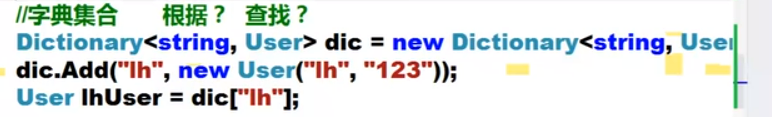 //字典集合 根据？ 查找？
Dictionary<string, User> dic = new Dictionary<string, User
dic.Add("lh", new User("lh", "123"));
User lhUser = dic["lh"];